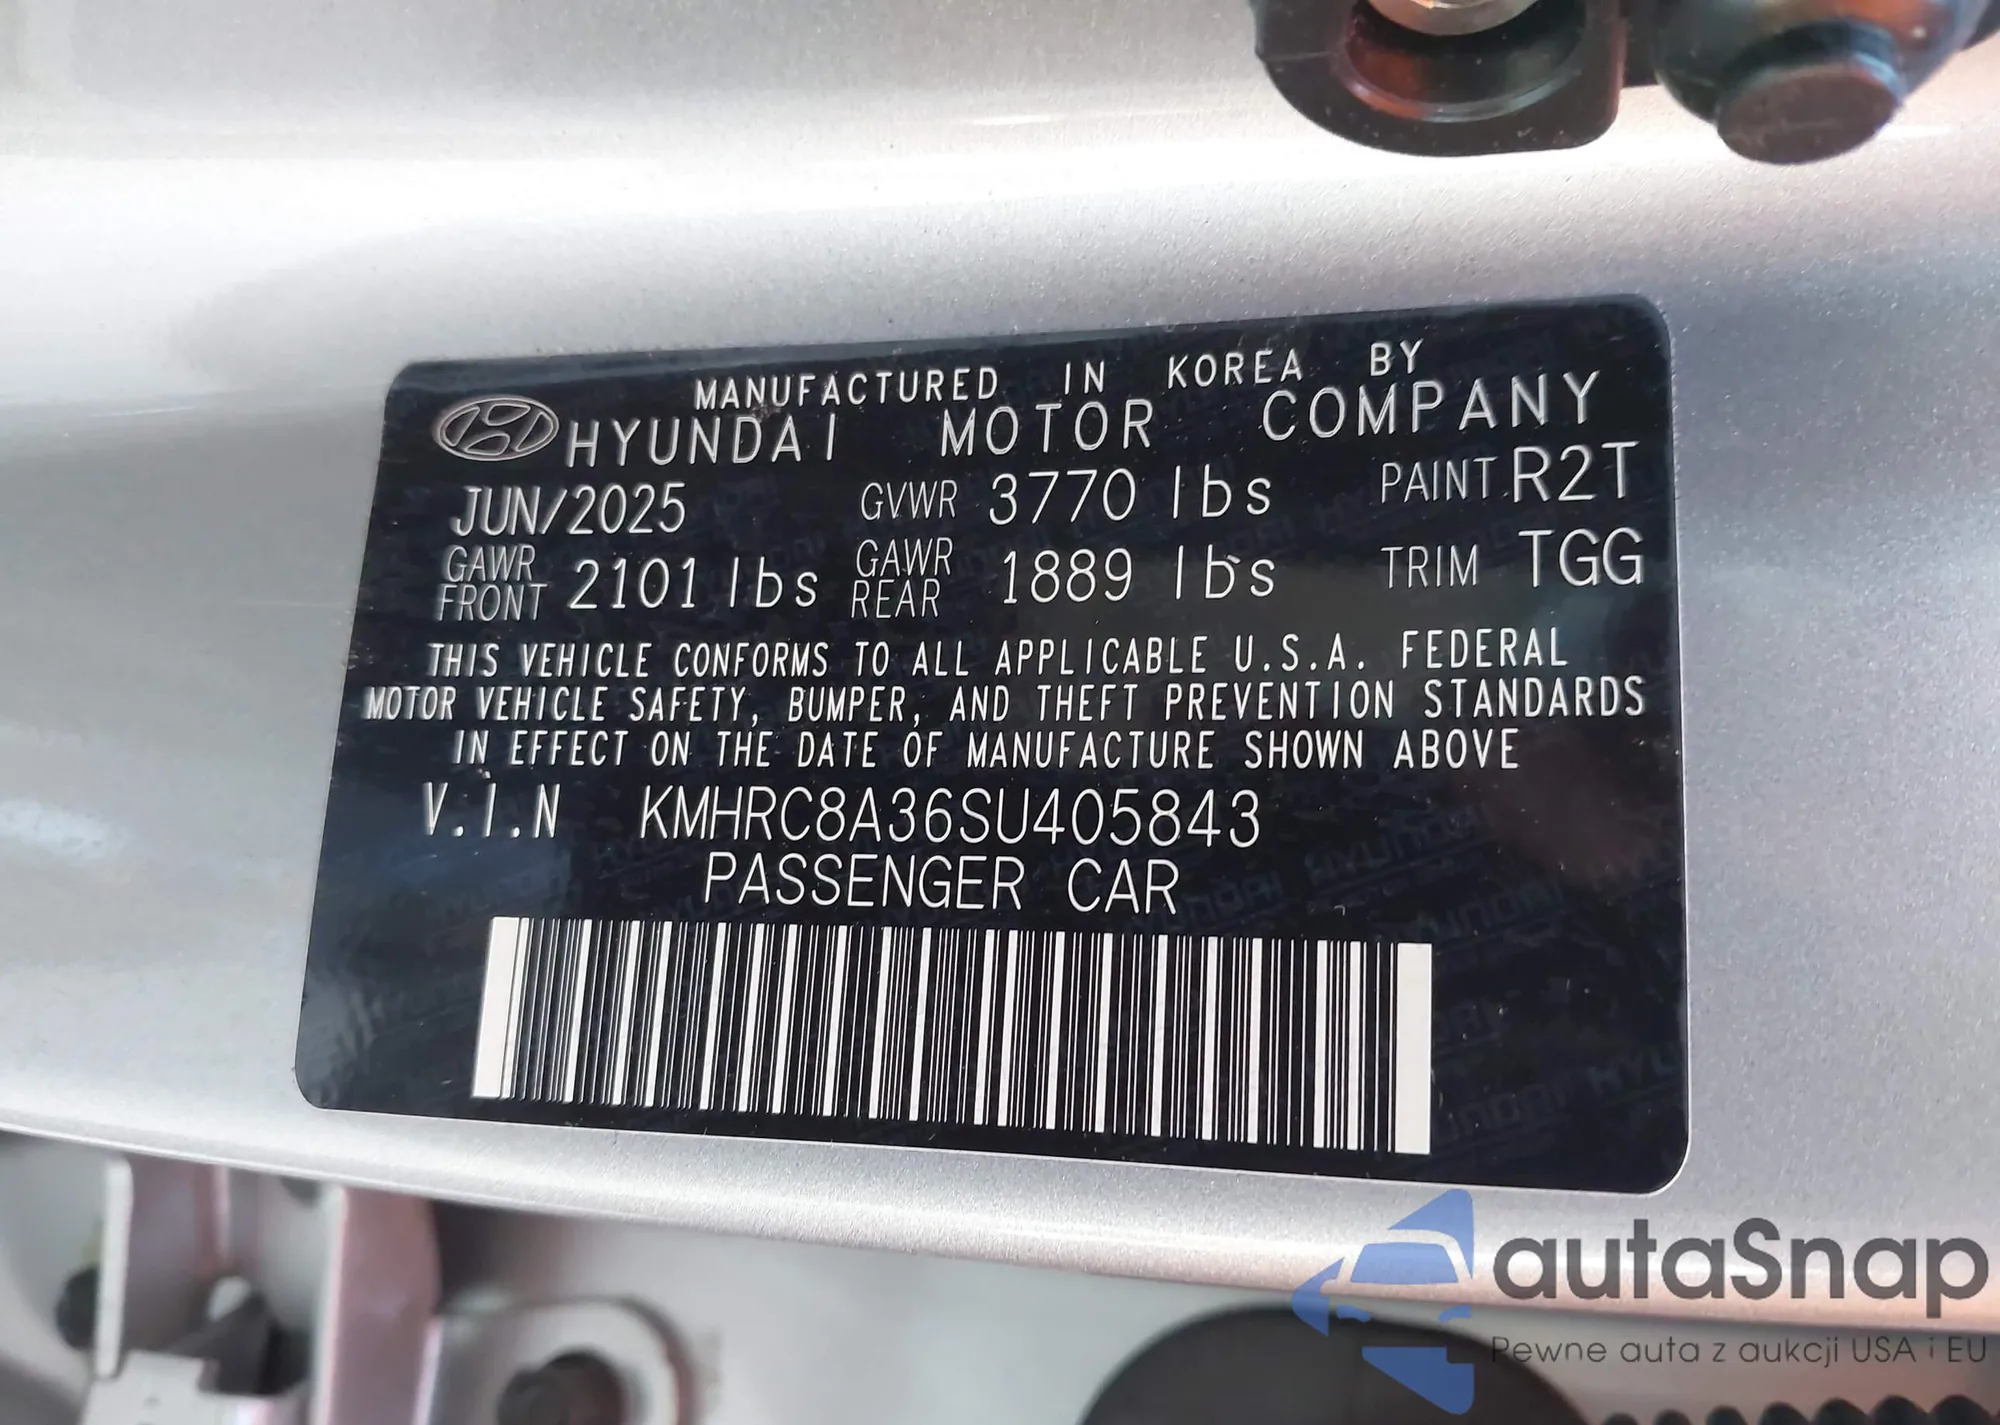 MANUFACTURED IN KOREA BY
HYUNDAI MOTOR COMPANY
JUN/2025 GVWR 3770 lbs PAINT R2T
GAWR FRONT 2101 lbs GAWR REAR 1889 lbs TRIM TGG
THIS VEHICLE CONFORMS TO ALL APPLICABLE U.S.A. FEDERAL
MOTOR VEHICLE SAFETY, BUMPER, AND THEFT PREVENTION STANDARDS
IN EFFECT ON THE DATE OF MANUFACTURE SHOWN ABOVE
V.I.N KMHRC8A36SU405843
PASSENGER CAR
autaSnap
Pewne auta z aukcji USA i EU